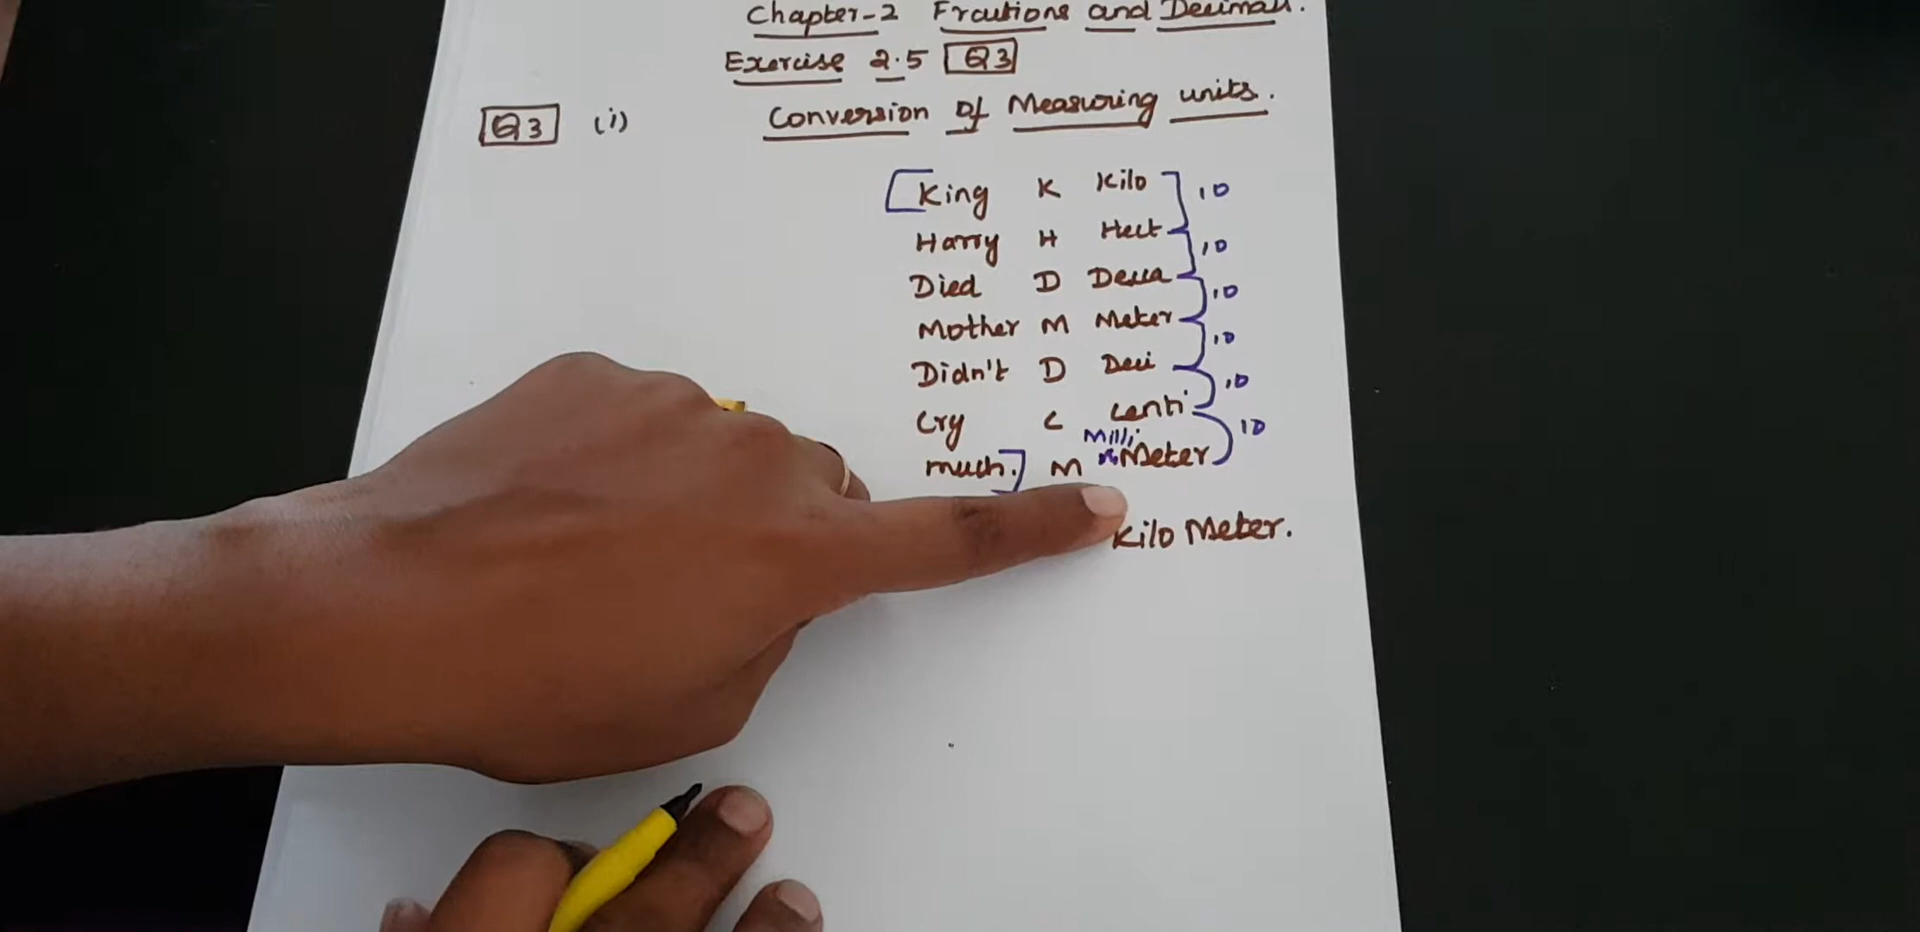 Chapter-2 Fractions and Decimals.
Exercise 2.5 Q3
Q3 (i) Conversion of Measuring units.
King K Kilo 10
Harry H Hect 10
Died D Deca 10
Mother M Meter 10
Didn't D Deci 10
Cry C Centi 10
Milli
much. M Meter
Kilo Meter.